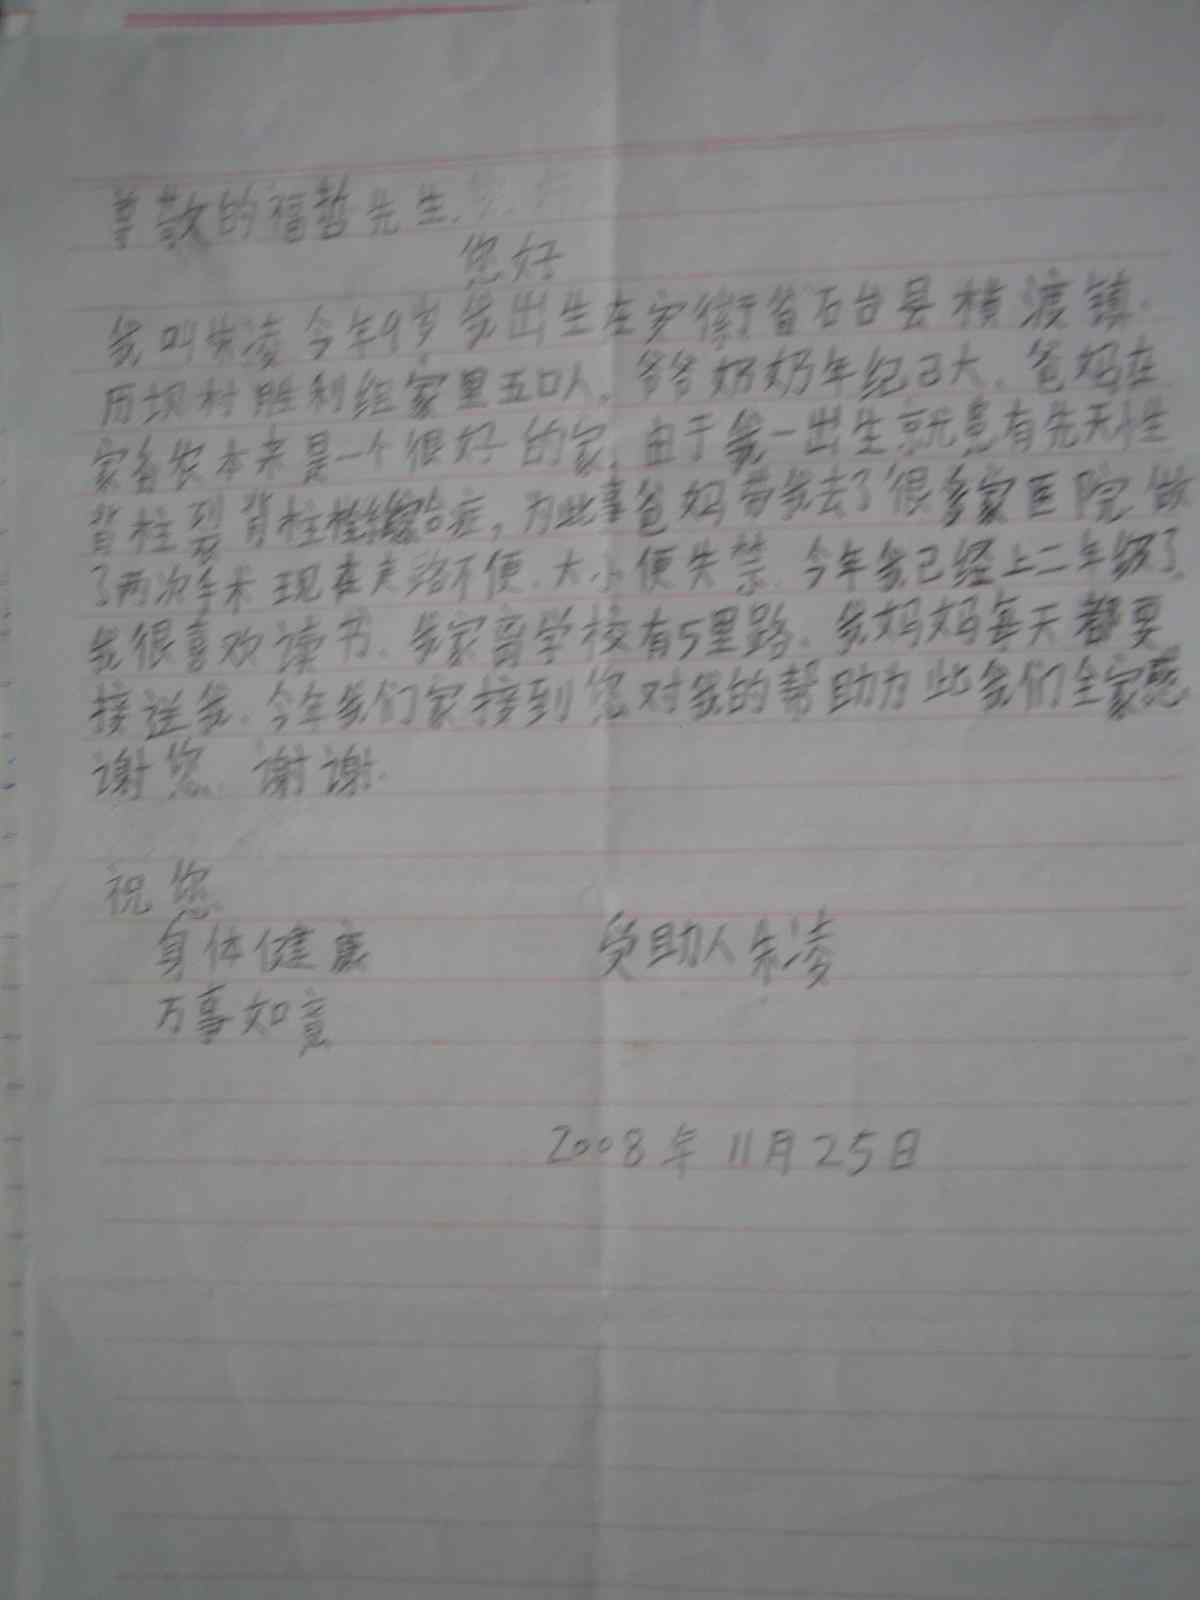 尊敬的福哲先生.
您好
我叫朱凌今年9岁我出生在安徽省石台县横渡镇.
历坝村胜利组家里五口人. 爷爷奶奶年纪已大. 爸妈在
家务农本来是一个很好的家. 由于我一出生就患有先天性
脊柱裂脊柱栓综合症, 为此事爸妈带我去了很多家医院做
了两次手术现在走路不便. 大小便失禁. 今年我已经上二年级了.
我很喜欢读书. 我家离学校有5里路. 我妈妈每天都要
接送我. 今年我们家接到您对我的帮助为此我们全家感
谢您. 谢谢.
祝您
身体健康
受助人朱凌
万事如意
2008年11月25日